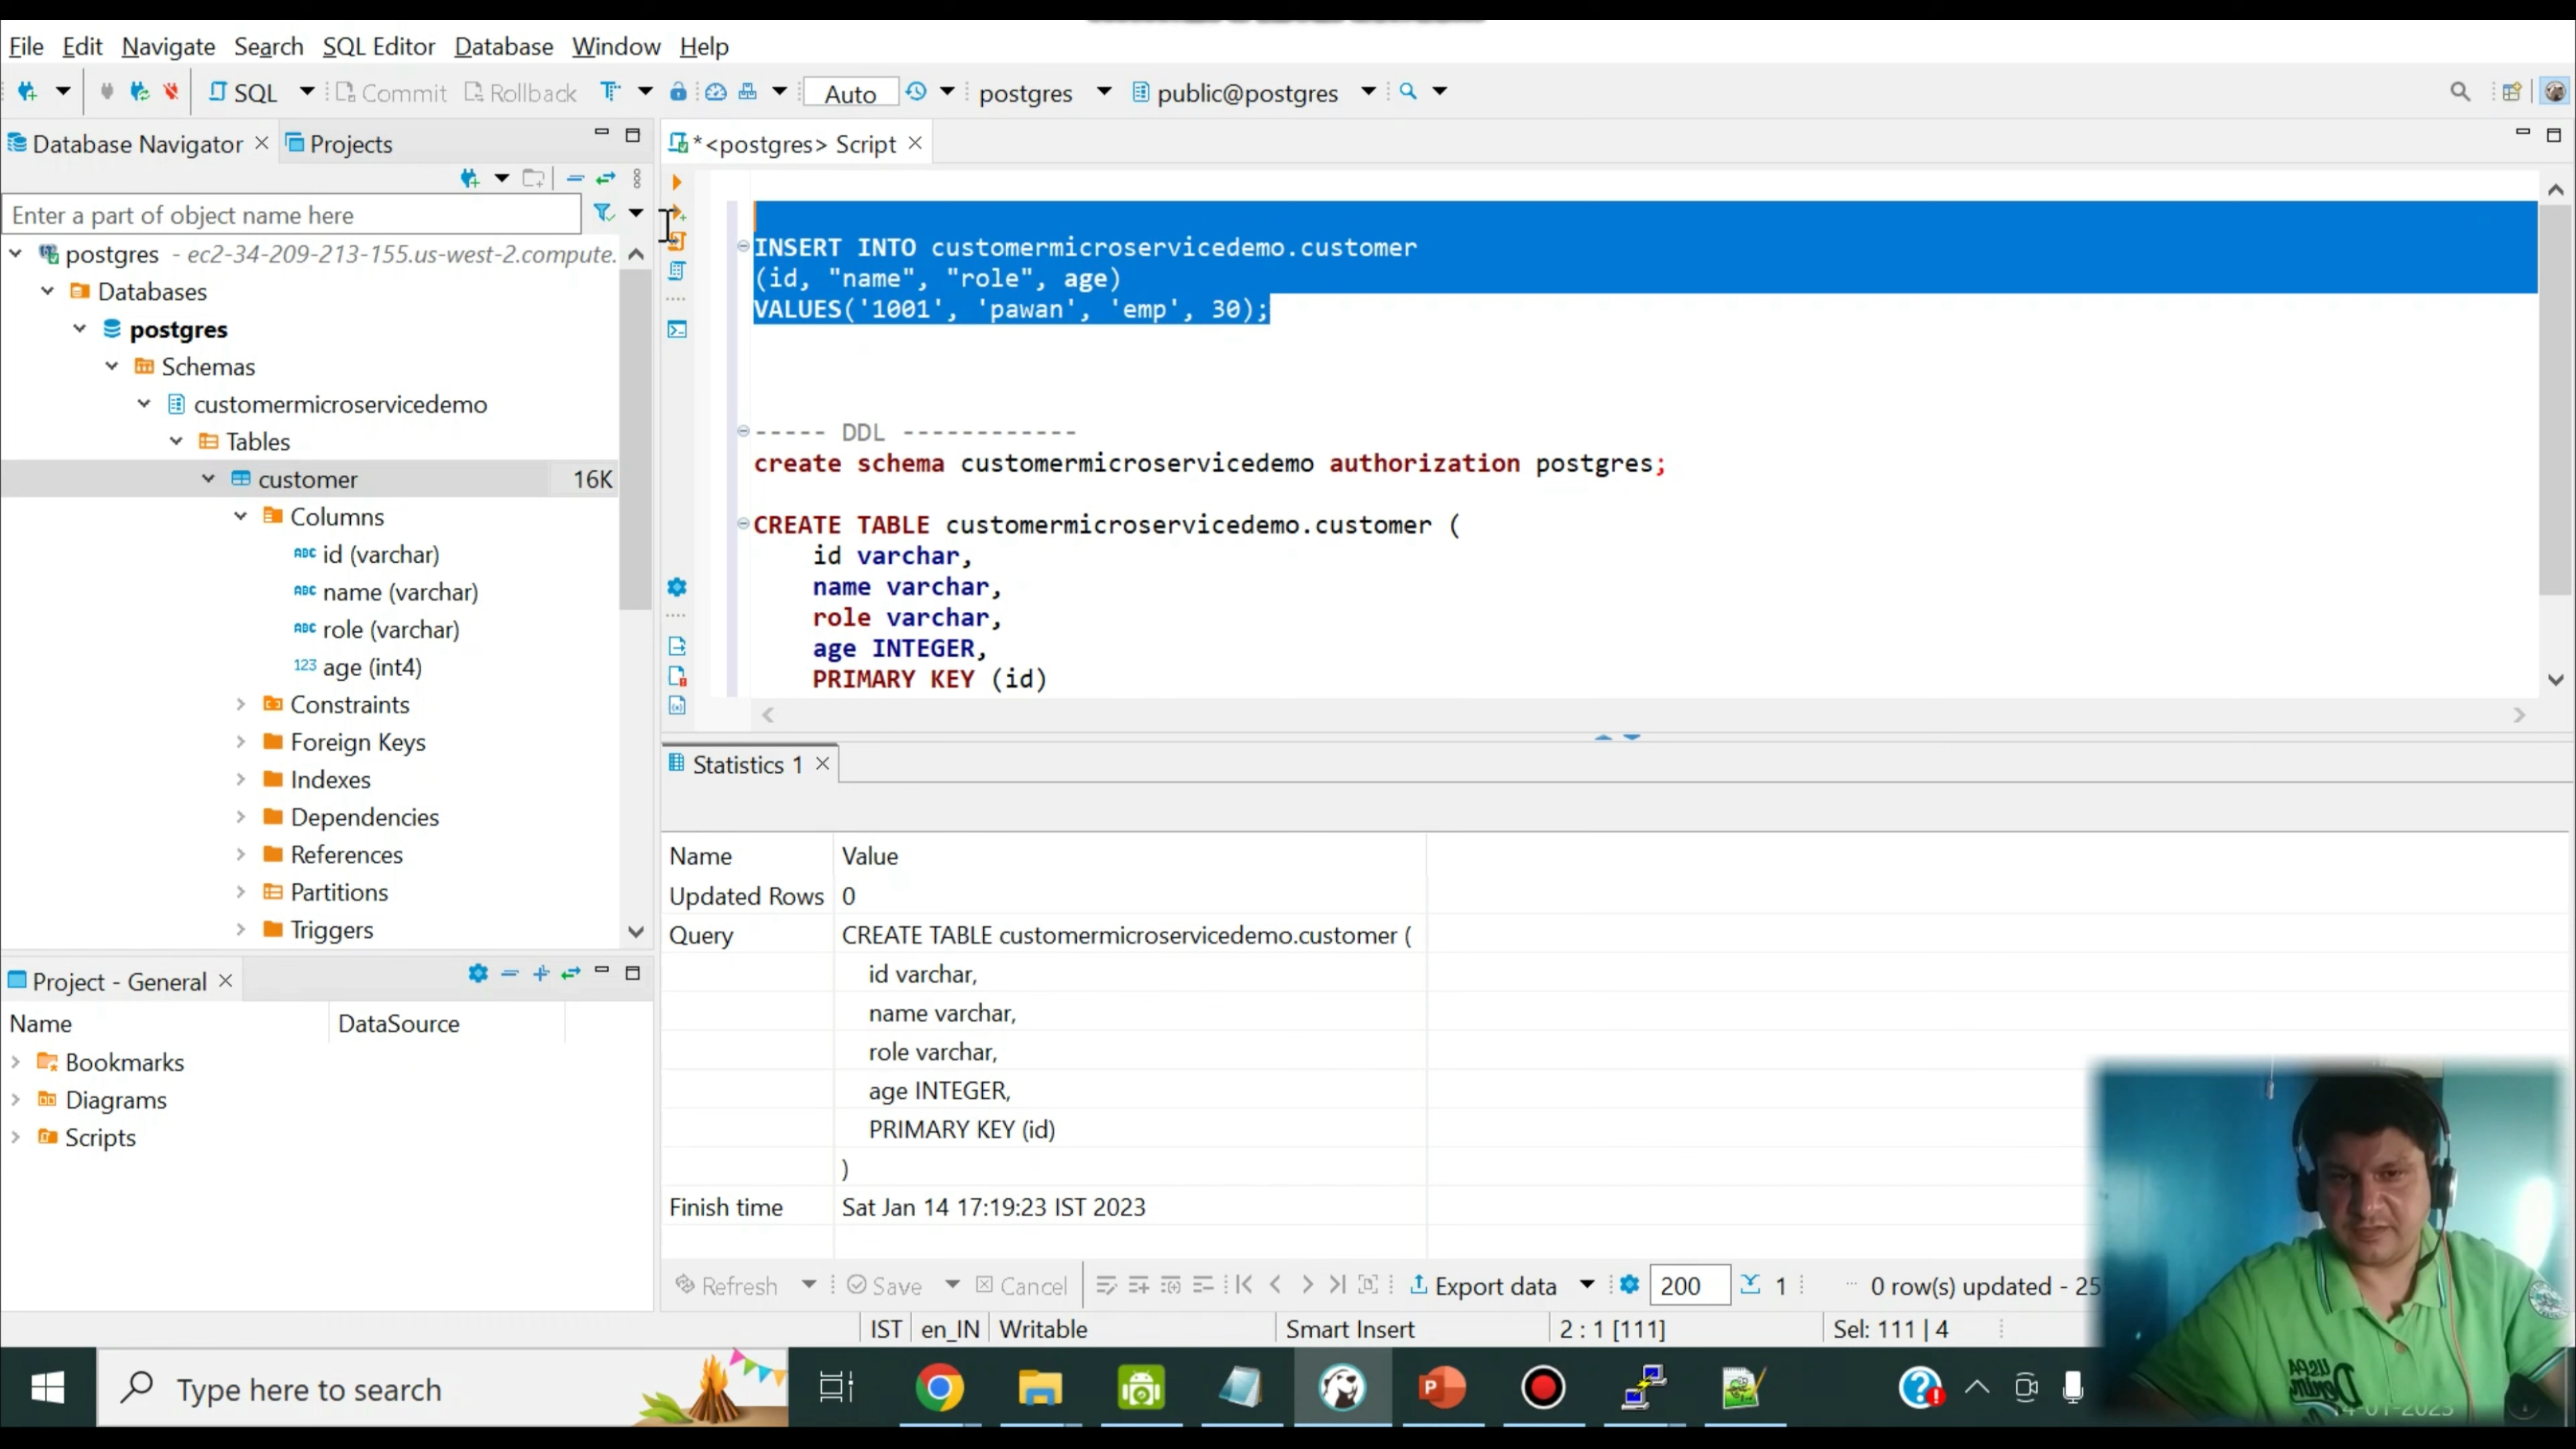 File Edit Navigate Search SQL Editor Database Window Help
SQL Commit Rollback Auto postgres public@postgres
Database Navigator Projects
*<postgres> Script
Enter a part of object name here
postgres - ec2-34-209-213-155.us-west-2.compute.
Databases
postgres
Schemas
customermicroservicedemo
Tables
customer 16K
Columns
ABC id (varchar)
ABC name (varchar)
ABC role (varchar)
123 age (int4)
Constraints
Foreign Keys
Indexes
Dependencies
References
Partitions
Triggers
INSERT INTO customermicroservicedemo.customer
(id, "name", "role", age)
VALUES('1001', 'pawan', 'emp', 30);
----- DDL ------------
create schema customermicroservicedemo authorization postgres;
CREATE TABLE customermicroservicedemo.customer (
id varchar,
name varchar,
role varchar,
age INTEGER,
PRIMARY KEY (id)
Statistics 1
Name Value
Updated Rows 0
Query CREATE TABLE customermicroservicedemo.customer (
id varchar,
name varchar,
role varchar,
age INTEGER,
PRIMARY KEY (id)
)
Finish time Sat Jan 14 17:19:23 IST 2023
Project - General
Name DataSource
Bookmarks
Diagrams
Scripts
Refresh Save Cancel Export data 200 1 0 row(s) updated - 25
IST en_IN Writable Smart Insert 2 : 1 [111] Sel: 111 | 4
Type here to search
14-01-2023